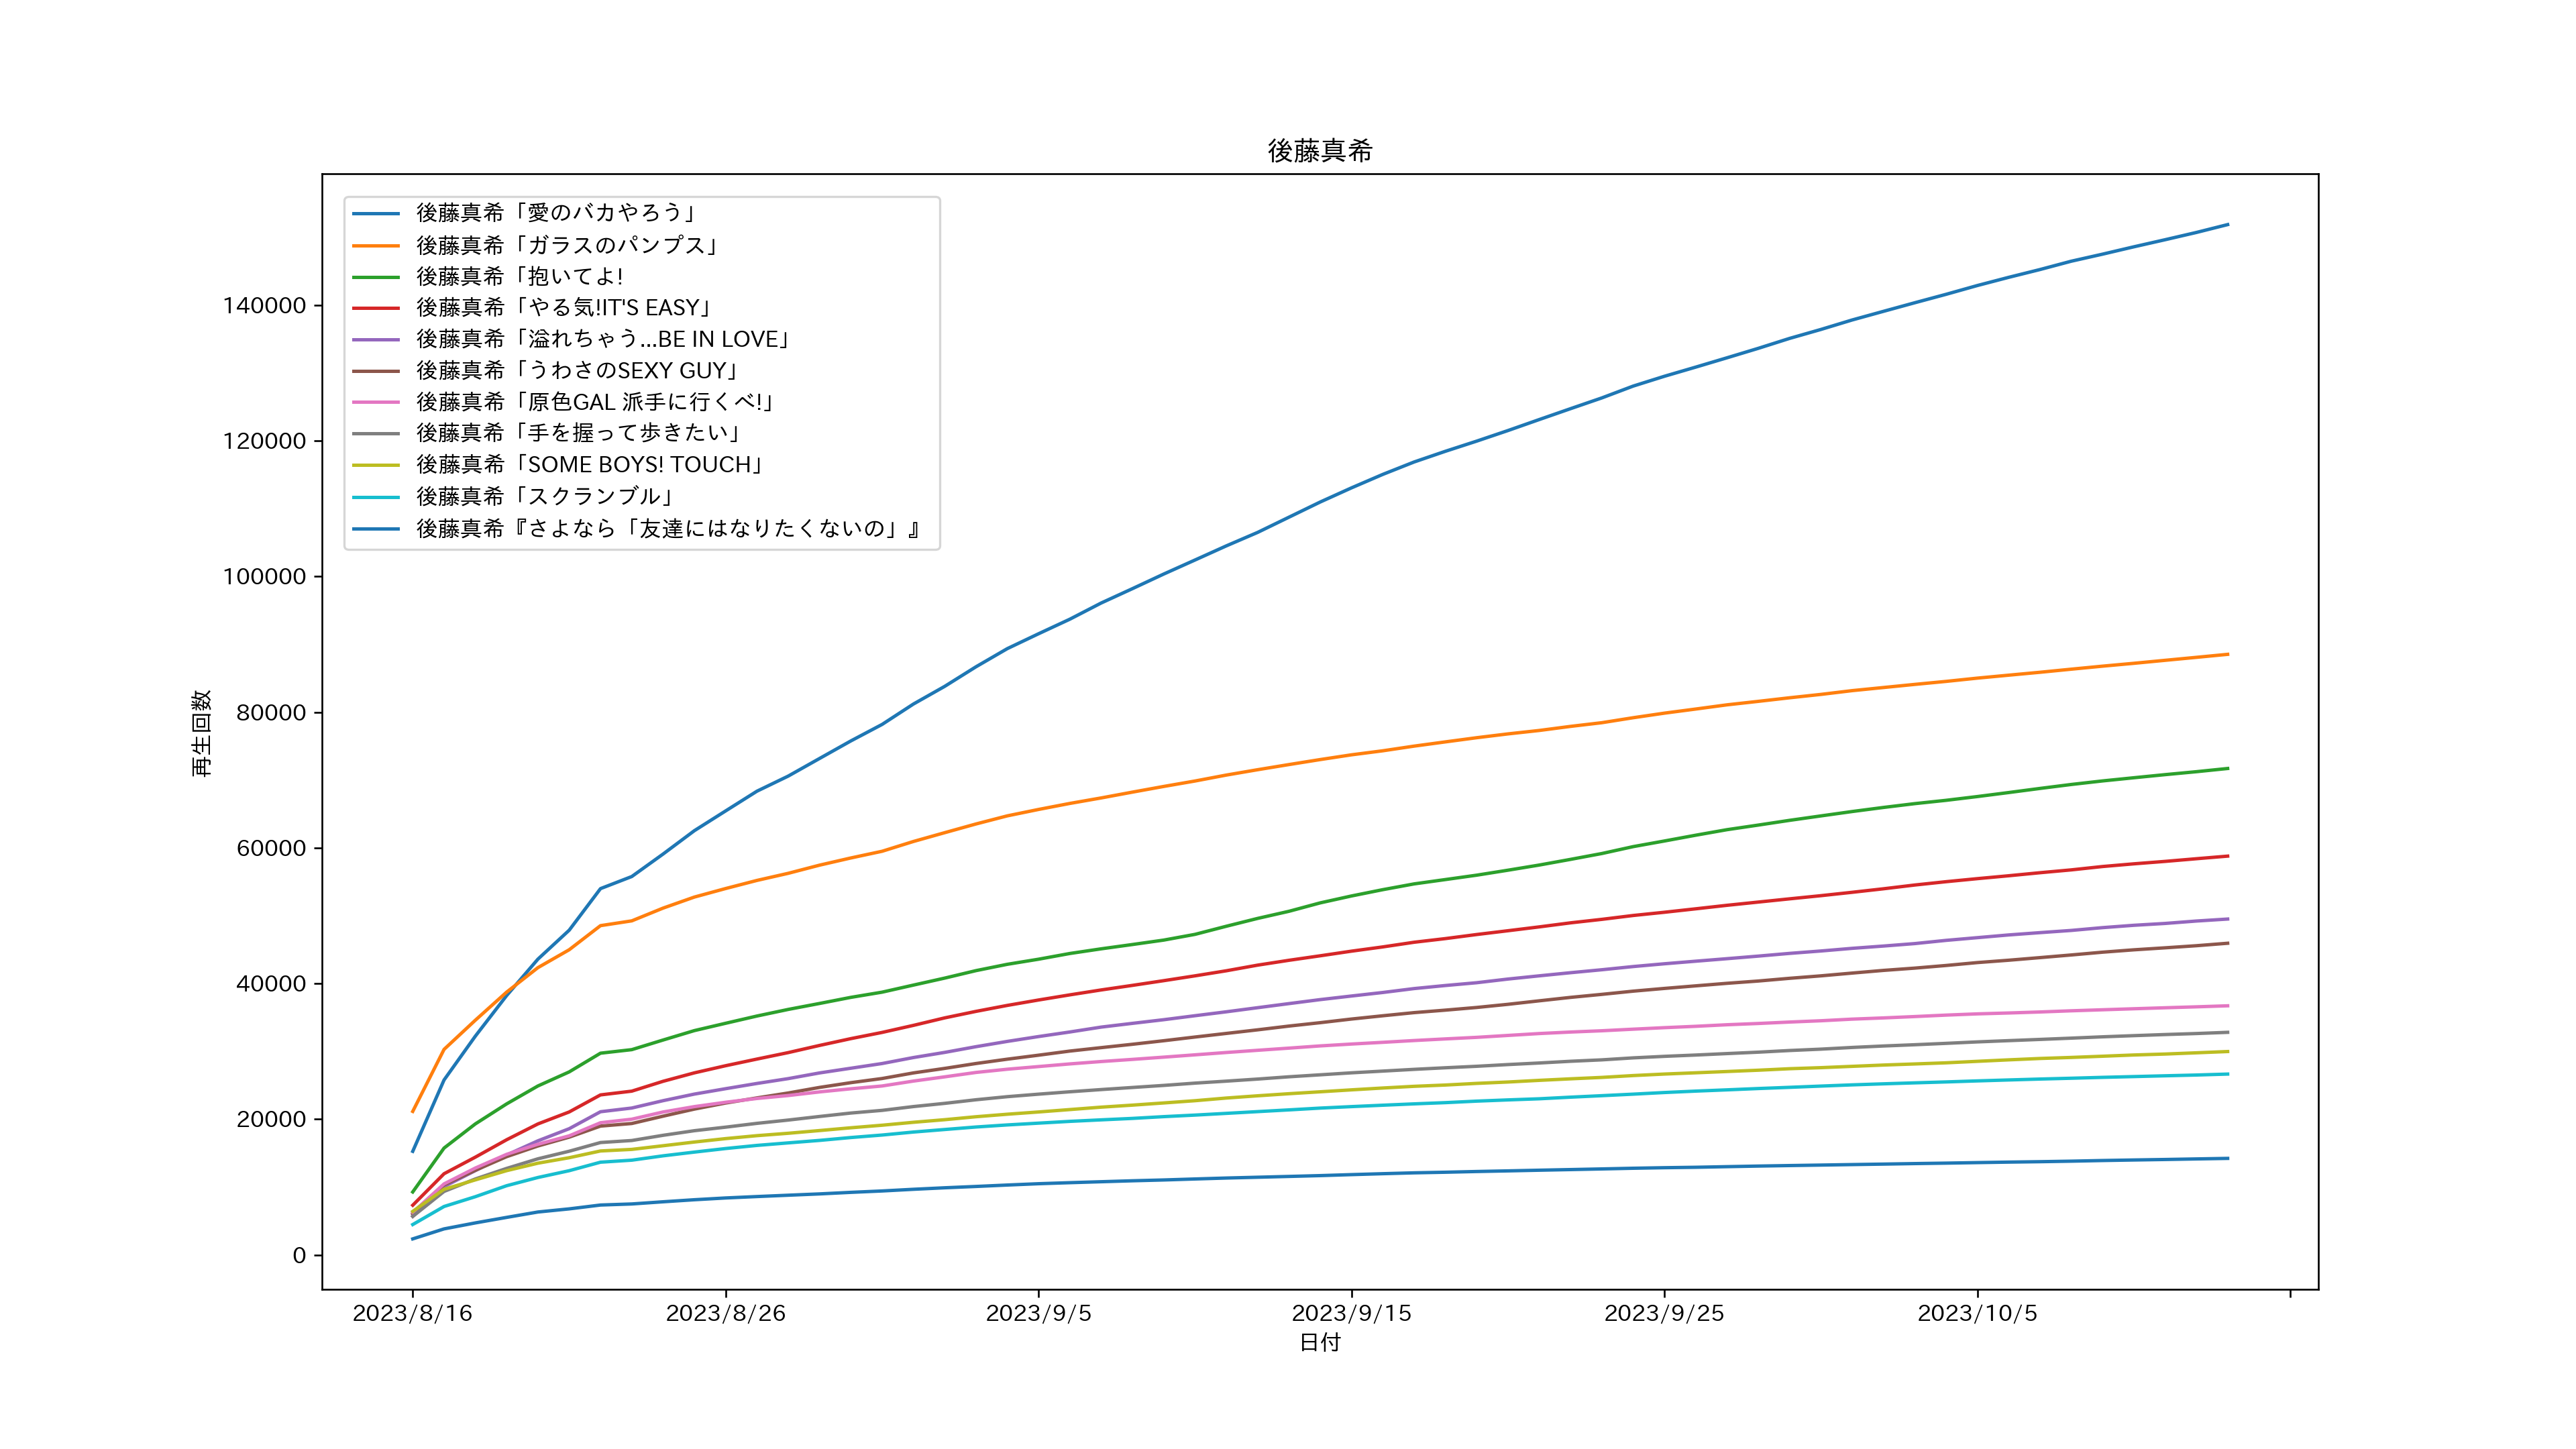 後藤真希
後藤真希「愛のバカやろう」
後藤真希「ガラスのパンプス」
後藤真希「抱いてよ!
後藤真希「やる気!IT'S EASY」
後藤真希「溢れちゃう...BE IN LOVE」
後藤真希「うわさのSEXY GUY」
後藤真希「原色GAL 派手に行くべ!」
後藤真希「手を握って歩きたい」
後藤真希「SOME BOYS! TOUCH」
後藤真希「スクランブル」
後藤真希『さよなら「友達にはなりたくないの」』
140000
120000
100000
80000
60000
40000
20000
0
再生回数
2023/8/16
2023/8/26
2023/9/5
2023/9/15
2023/9/25
2023/10/5
日付